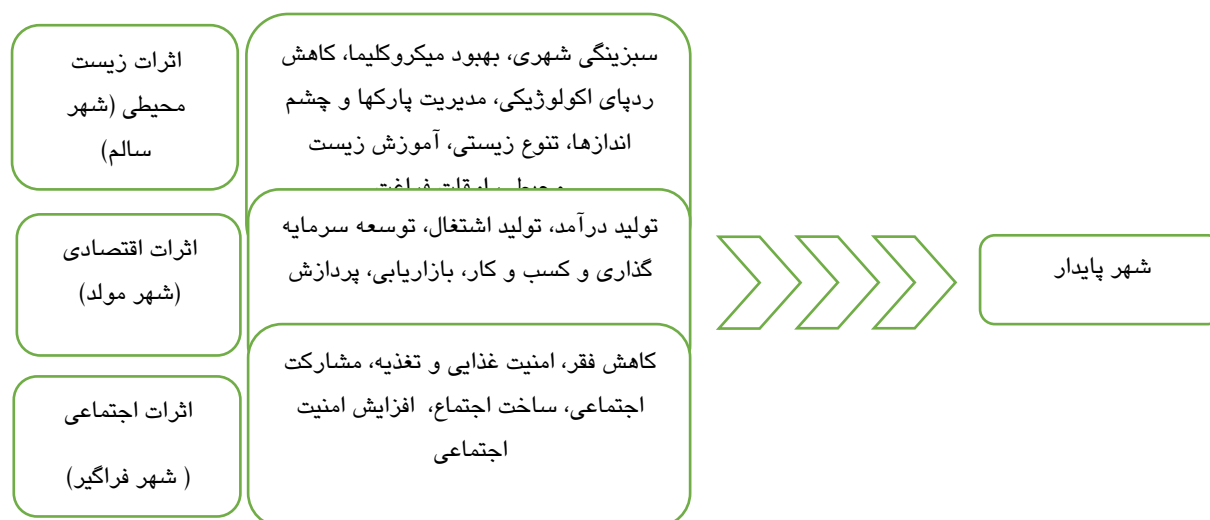 اثرات زیست
محیطی (شهر
سالم)
سبزینگی شهری، بهبود میکروکلیما، کاهش
ردپای اکولوژیکی، مدیریت پارکها و چشم
اندازها، تنوع زیستی، آموزش زیست
اثرات اقتصادی
(شهر مولد)
تولید درآمد، تولید اشتغال، توسعه سرمایه
گذاری و کسب و کار، بازاریابی، پردازش
اثرات اجتماعی
( شهر فراگیر)
کاهش فقر، امنیت غذایی و تغذیه، مشارکت
اجتماعی، ساخت اجتماع، افزایش امنیت
اجتماعی
شهر پایدار